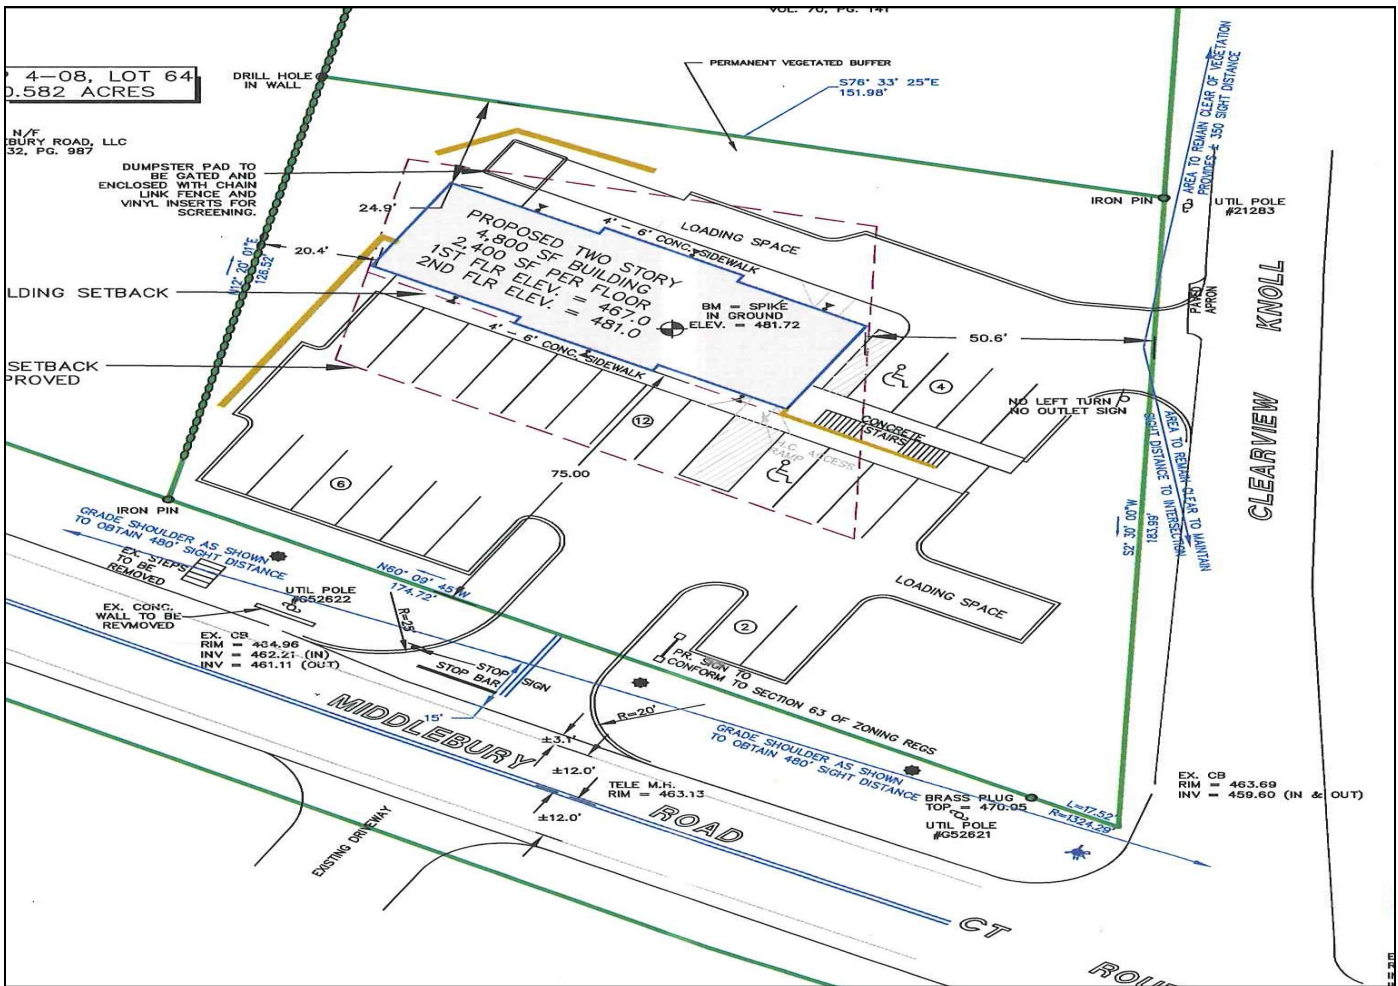 VOL. 70, PG. 141
4-08, LOT 64
0.582 ACRES
DRILL HOLE
IN WALL
PERMANENT VEGETATED BUFFER
S76° 33' 25"E
151.98'
AREA TO REMAIN CLEAR OF VEGETATION
PROVIDES ± 350 SIGHT DISTANCE
N/F
EBURY ROAD, LLC
32, PG. 987
DUMPSTER PAD TO
BE GATED AND
ENCLOSED WITH CHAIN
LINK FENCE AND
VINYL INSERTS FOR
SCREENING.
IRON PIN
UTIL POLE
#21283
24.9'
20.4'
N12° 20' 01"E
126.52'
PROPOSED TWO STORY
4,800 SF BUILDING
2,400 SF PER FLOOR
1ST FLR ELEV. = 467.0
2ND FLR ELEV. = 481.0
4' - 6' CONC. SIDEWALK
LOADING SPACE
LDING SETBACK
BM = SPIKE
IN GROUND
ELEV. = 481.72
PAVED
APRON
CLEARVIEW KNOLL
50.6'
4' - 6' CONC. SIDEWALK
SETBACK
PROVED
4
NO LEFT TURN
NO OUTLET SIGN
CONCRETE
STAIRS
12
H.C. ACCESS
RAMP
AREA TO REMAIN CLEAR TO MAINTAIN
SIGHT DISTANCE TO INTERSECTION
75.00
6
IRON PIN
S2° 30' 00"W
183.99'
GRADE SHOULDER AS SHOWN
TO OBTAIN 480' SIGHT DISTANCE
EX. STEPS
TO BE
REMOVED
N60° 09' 45"W
174.72'
UTIL POLE
#G52622
EX. CONC.
WALL TO BE
REVMOVED
R=25'
LOADING SPACE
2
EX. CB
RIM = 464.96
INV = 462.21 (IN)
INV = 461.11 (OUT)
STOP BAR
STOP SIGN
15'
PR. SIGN TO
CONFORM TO SECTION 63 OF ZONING REGS
R=20'
MIDDLEBURY ROAD
±3.1'
±12.0'
±12.0'
TELE M.H.
RIM = 463.13
GRADE SHOULDER AS SHOWN
TO OBTAIN 480' SIGHT DISTANCE
BRASS PLUG
TOP = 470.05
UTIL POLE
#G52621
L=17.52'
R=1324.29'
EX. CB
RIM = 463.69
INV = 459.60 (IN & OUT)
EXISTING DRIVEWAY
CT
ROUT